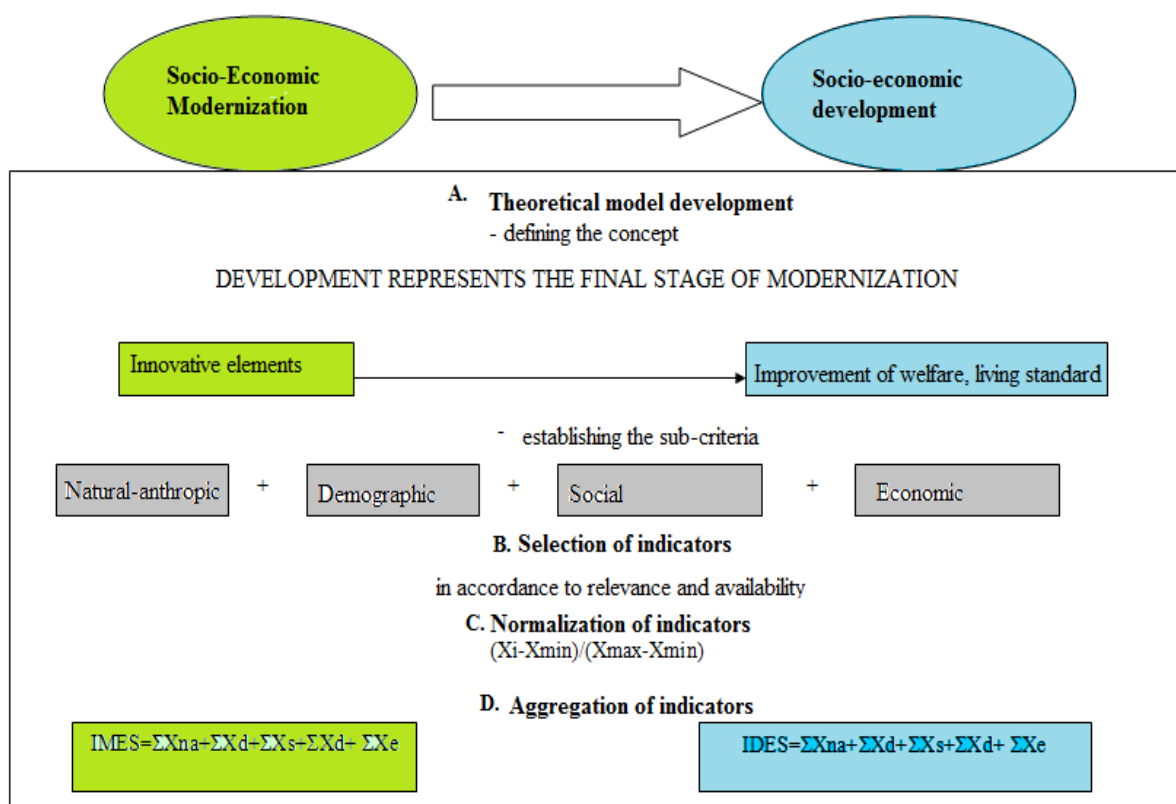 Socio-Economic
Modernization
Socio-economic
development
A. Theoretical model development
- defining the concept
DEVELOPMENT REPRESENTS THE FINAL STAGE OF MODERNIZATION
Innovative elements
Improvement of welfare, living standard
- establishing the sub-criteria
Natural-anthropic + Demographic + Social + Economic
B. Selection of indicators
in accordance to relevance and availability
C. Normalization of indicators
(Xi-Xmin)/(Xmax-Xmin)
D. Aggregation of indicators
IMES=ΣXna+ΣXd+ΣXs+ΣXd+ ΣXe
IDES=ΣXna+ΣXd+ΣXs+ΣXd+ ΣXe